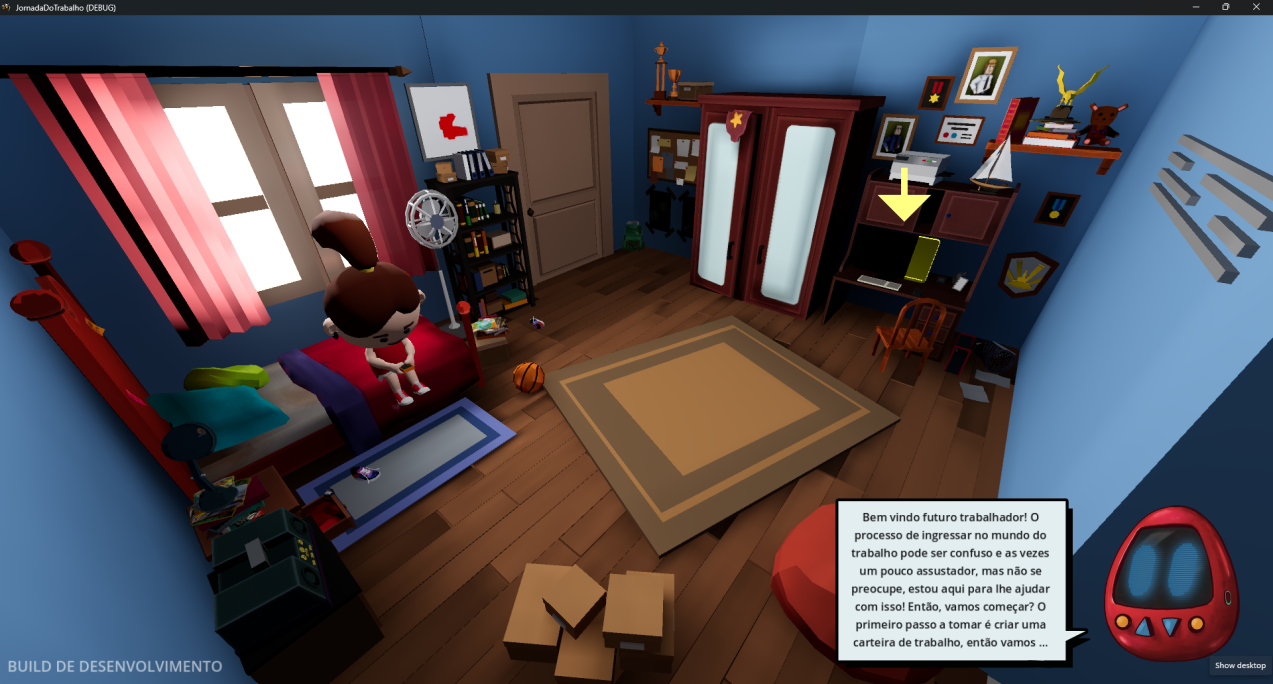 JornadaDoTrabalho (DEBUG)
Bem vindo futuro trabalhador! O
processo de ingressar no mundo do
trabalho pode ser confuso e as vezes
um pouco assustador, mas não se
preocupe, estou aqui para lhe ajudar
com isso! Então, vamos começar? O
primeiro passo a tomar é criar uma
carteira de trabalho, então vamos ...
BUILD DE DESENVOLVIMENTO
Show desktop